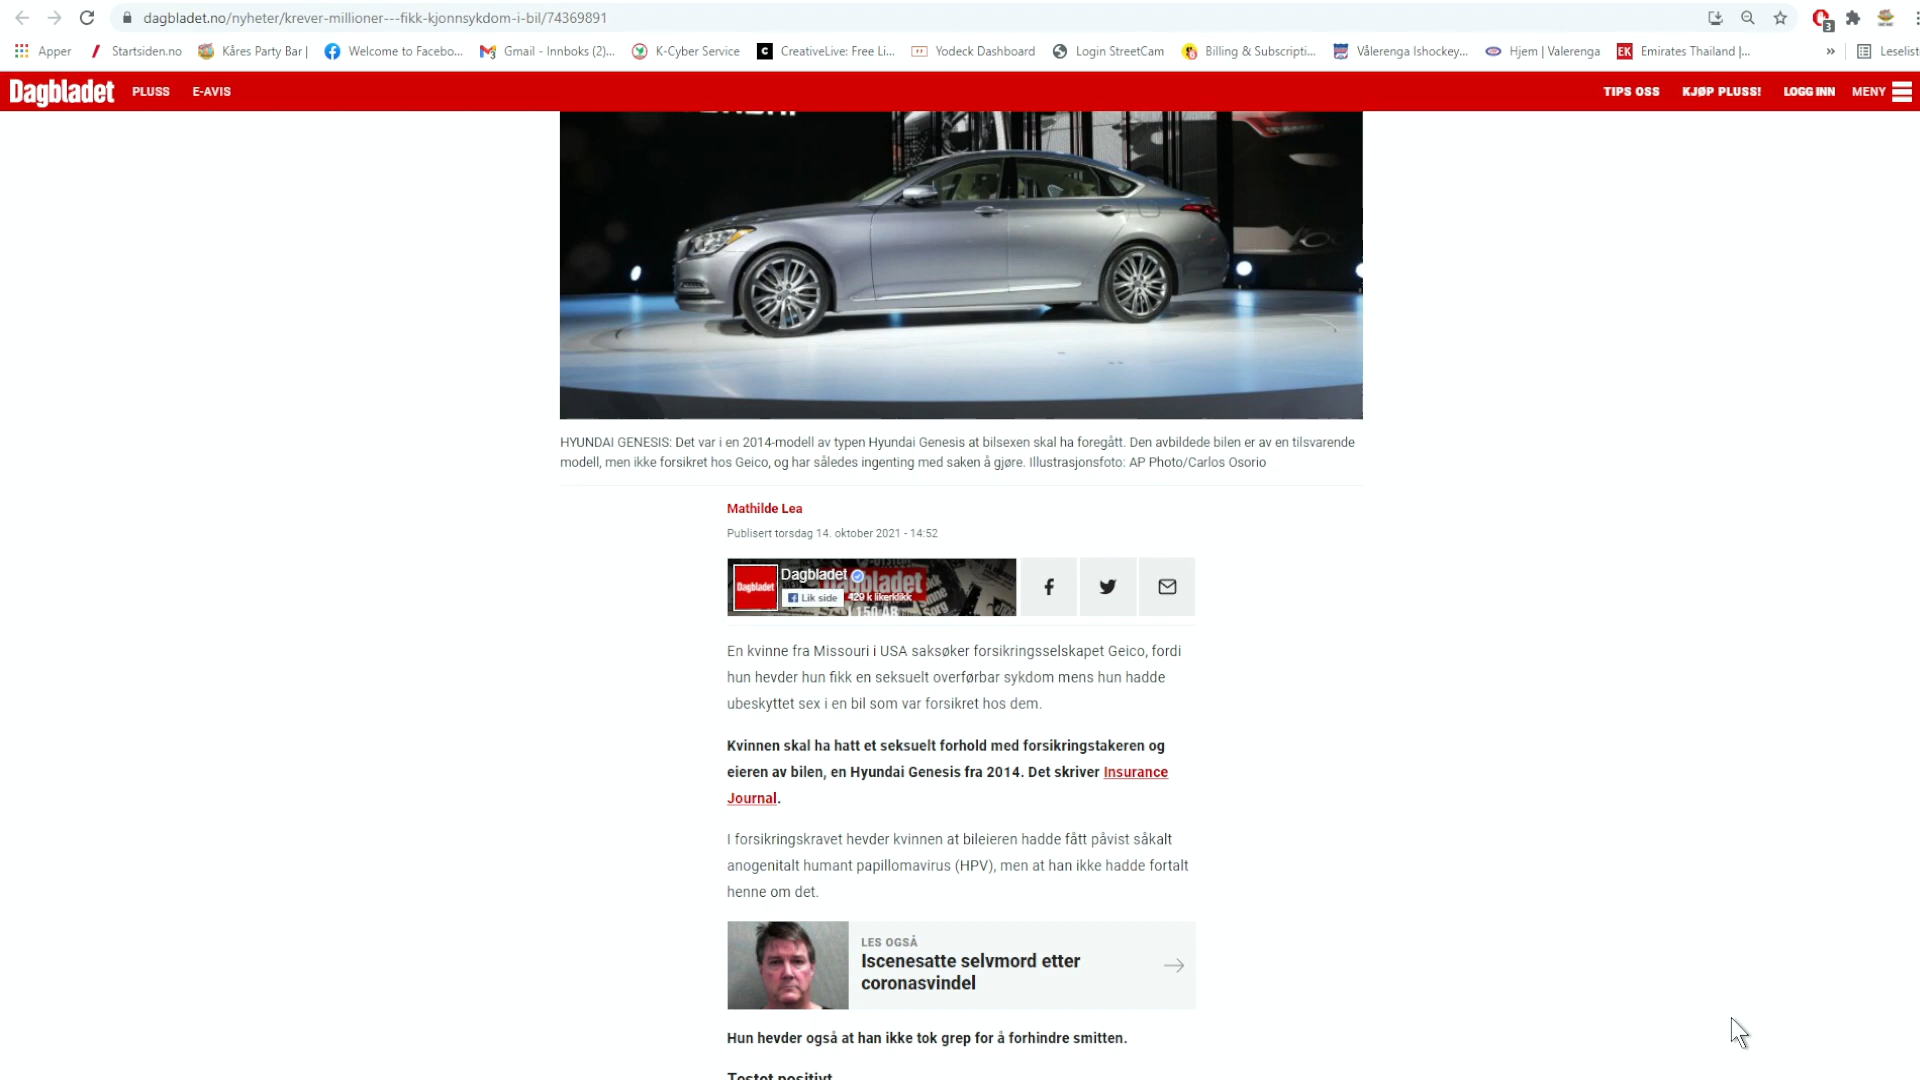 dagbladet.no/nyheter/krever-millioner---fikk-kjonnsykdom-i-bil/74369891
3
Apper
Startsiden.no
Kåres Party Bar |
Welcome to Facebo...
Gmail - Innboks (2)...
K-Cyber Service
CreativeLive: Free Li...
Yodeck Dashboard
Login StreetCam
Billing & Subscripti...
Vålerenga Ishockey...
Hjem | Valerenga
EK Emirates Thailand |...
»
Leselist
Dagbladet
PLUSS
E-AVIS
TIPS OSS
KJØP PLUSS!
LOGG INN
MENY
HYUNDAI GENESIS: Det var i en 2014-modell av typen Hyundai Genesis at bilsexen skal ha foregått. Den avbildede bilen er av en tilsvarende
modell, men ikke forsikret hos Geico, og har således ingenting med saken å gjøre. Illustrasjonsfoto: AP Photo/Carlos Osorio
Mathilde Lea
Publisert torsdag 14. oktober 2021 - 14:52
Dagbladet
Dagbladet
Lik side
429 k likerklikk
En kvinne fra Missouri i USA saksøker forsikringsselskapet Geico, fordi
hun hevder hun fikk en seksuelt overførbar sykdom mens hun hadde
ubeskyttet sex i en bil som var forsikret hos dem.
Kvinnen skal ha hatt et seksuelt forhold med forsikringstakeren og
eieren av bilen, en Hyundai Genesis fra 2014. Det skriver Insurance
Journal.
I forsikringskravet hevder kvinnen at bileieren hadde fått påvist såkalt
anogenitalt humant papillomavirus (HPV), men at han ikke hadde fortalt
henne om det.
LES OGSÅ
Iscenesatte selvmord etter
coronasvindel
Hun hevder også at han ikke tok grep for å forhindre smitten.
Testet positivt